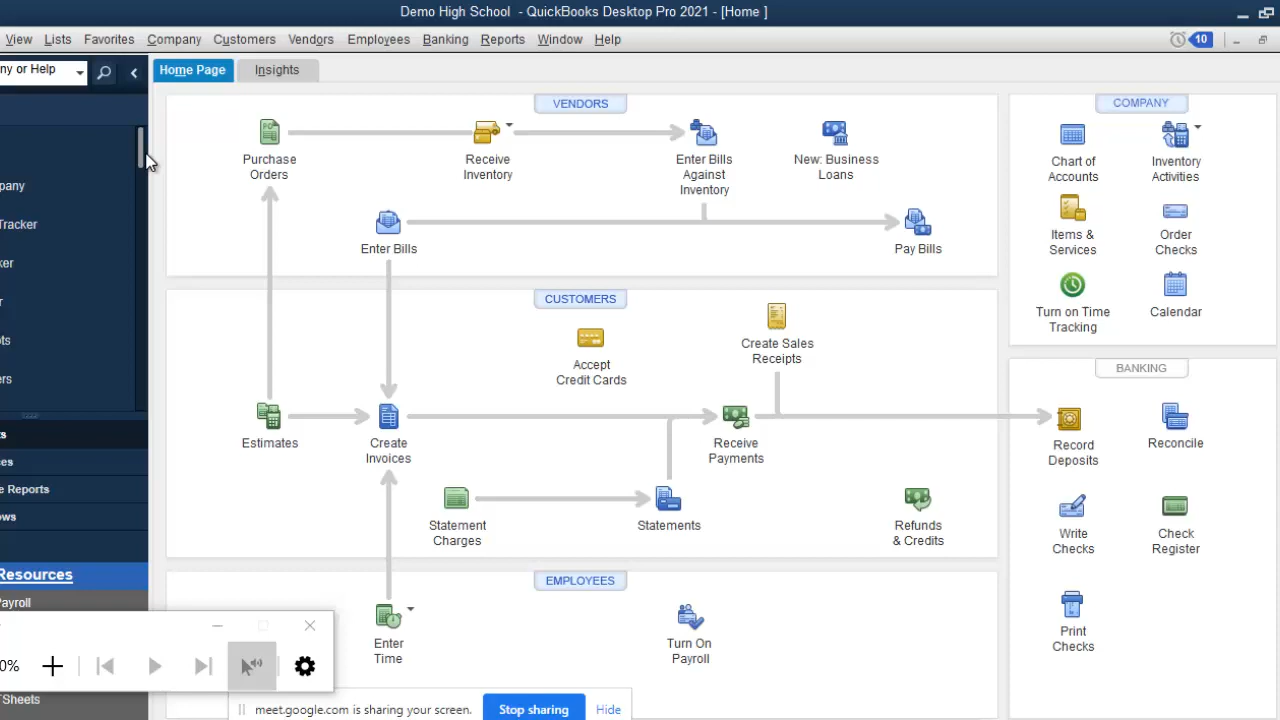 Demo High School - QuickBooks Desktop Pro 2021 - [Home ]
View Lists Favorites Company Customers Vendors Employees Banking Reports Window Help
10
ny or Help
Home Page
Insights
pany
Tracker
ker
r
ts
ers
ts
ces
e Reports
ows
Resources
Payroll
TSheets
VENDORS
Purchase
Orders
Receive
Inventory
Enter Bills
Against
Inventory
New: Business
Loans
Enter Bills
Pay Bills
CUSTOMERS
Accept
Credit Cards
Create Sales
Receipts
Estimates
Create
Invoices
Receive
Payments
Statement
Charges
Statements
Refunds
& Credits
EMPLOYEES
Enter
Time
Turn On
Payroll
COMPANY
Chart of
Accounts
Inventory
Activities
Items &
Services
Order
Checks
Turn on Time
Tracking
Calendar
BANKING
Record
Deposits
Reconcile
Write
Checks
Check
Register
Print
Checks
0%
meet.google.com is sharing your screen.
Stop sharing
Hide